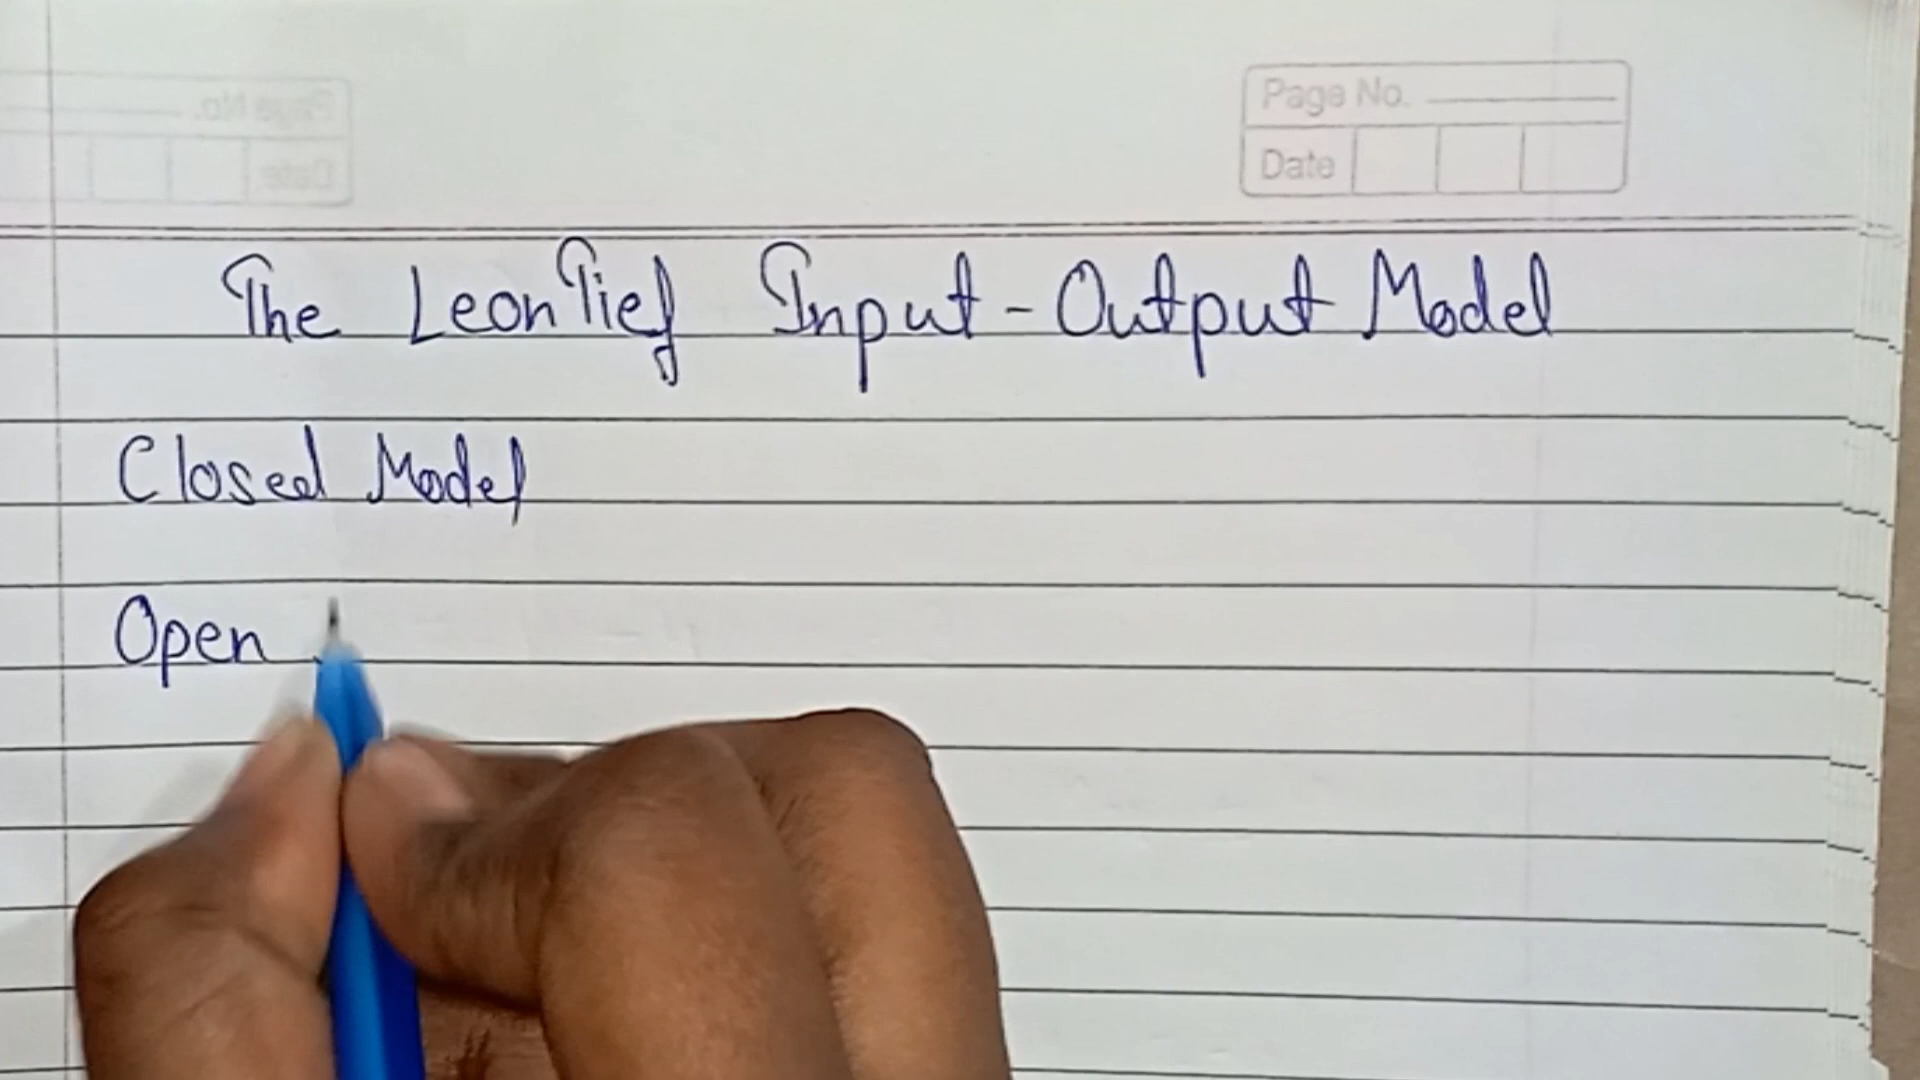 Page No.
Date
The Leontief Input-Output Model
Closed Model
Open